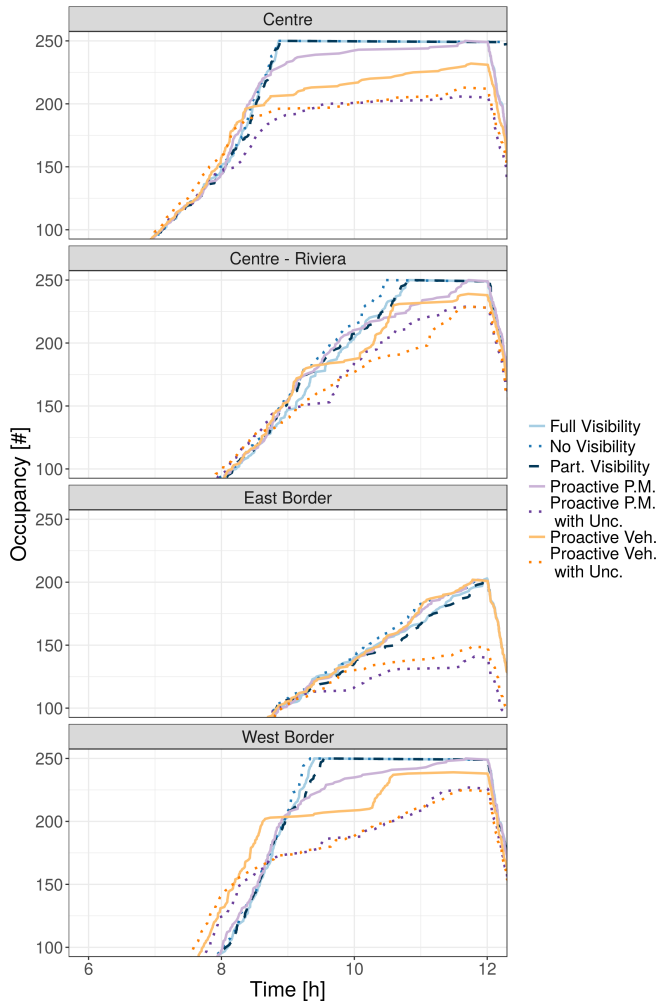 Centre
250
200
150
100
Centre - Riviera
250
200
150
100
East Border
250
200
150
100
West Border
250
200
150
100
6
8
10
12
Time [h]
Occupancy [#]
Full Visibility
No Visibility
Part. Visibility
Proactive P.M.
Proactive P.M.
with Unc.
Proactive Veh.
Proactive Veh.
with Unc.